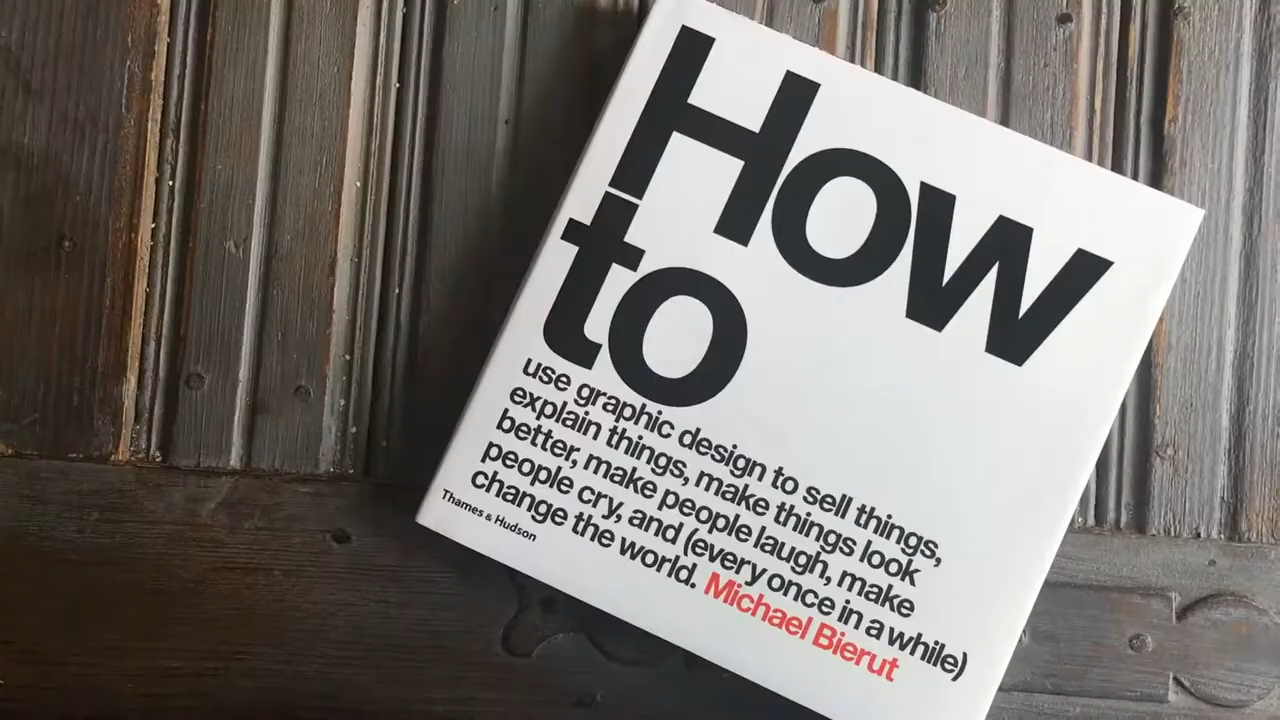 How
to
use graphic design to sell things,
explain things, make things look
better, make people laugh, make
people cry, and (every once in a while)
change the world. Michael Bierut
Thames & Hudson